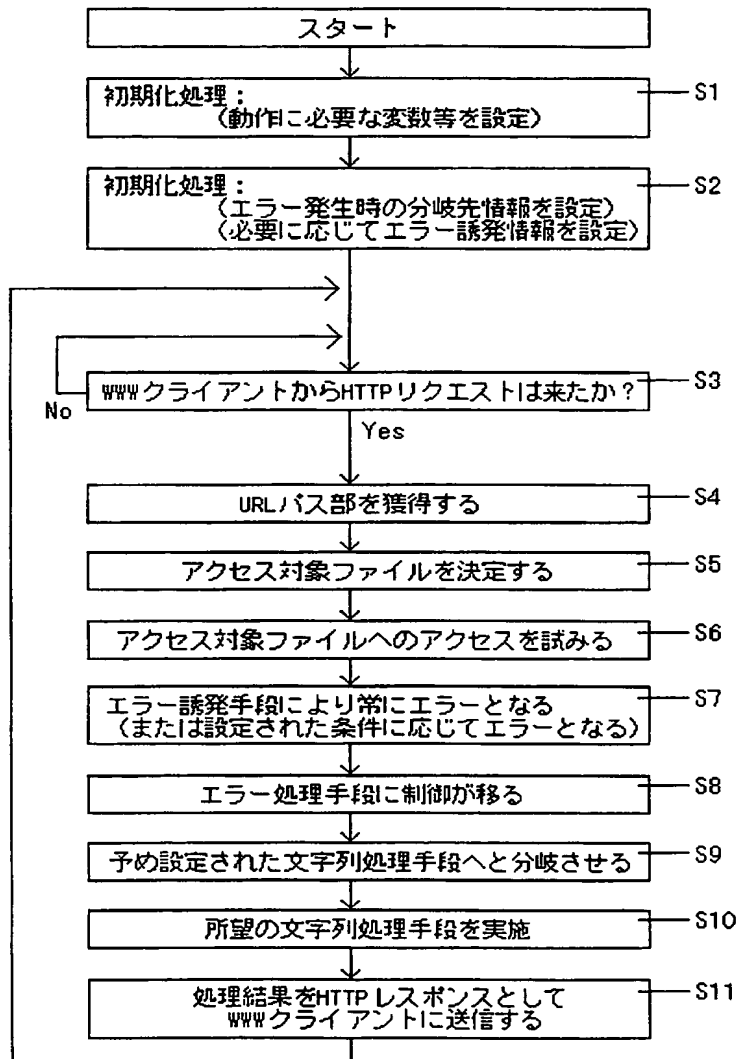 スタート
初期化処理：
（動作に必要な変数等を設定）
S1
初期化処理：
（エラー発生時の分岐先情報を設定）
（必要に応じてエラー誘発情報を設定）
S2
WWWクライアントからHTTPリクエストは来たか？
S3
No
Yes
URLパス部を獲得する
S4
アクセス対象ファイルを決定する
S5
アクセス対象ファイルへのアクセスを試みる
S6
エラー誘発手段により常にエラーとなる
（または設定された条件に応じてエラーとなる）
S7
エラー処理手段に制御が移る
S8
予め設定された文字列処理手段へと分岐させる
S9
所望の文字列処理手段を実施
S10
処理結果をHTTPレスポンスとして
WWWクライアントに送信する
S11